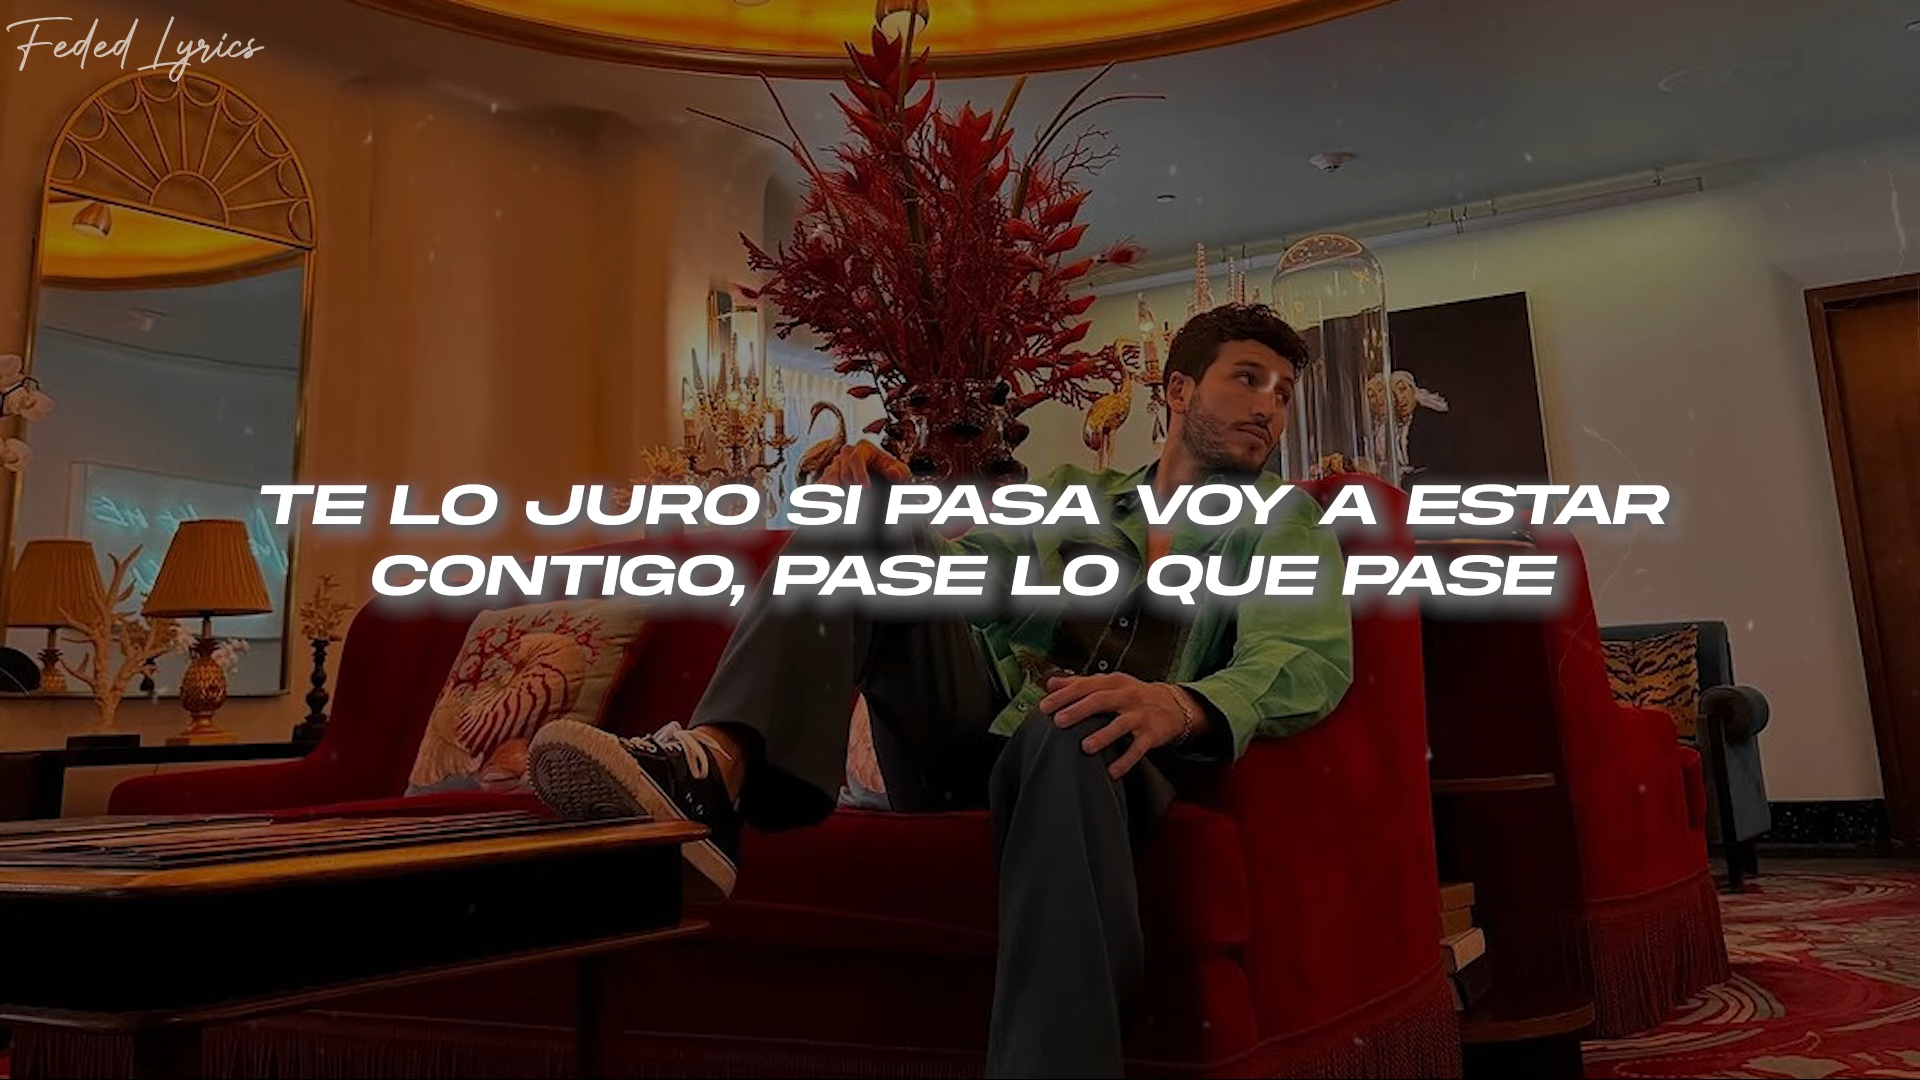 Feded Lyrics
TE LO JURO SI PASA VOY A ESTAR
CONTIGO, PASE LO QUE PASE